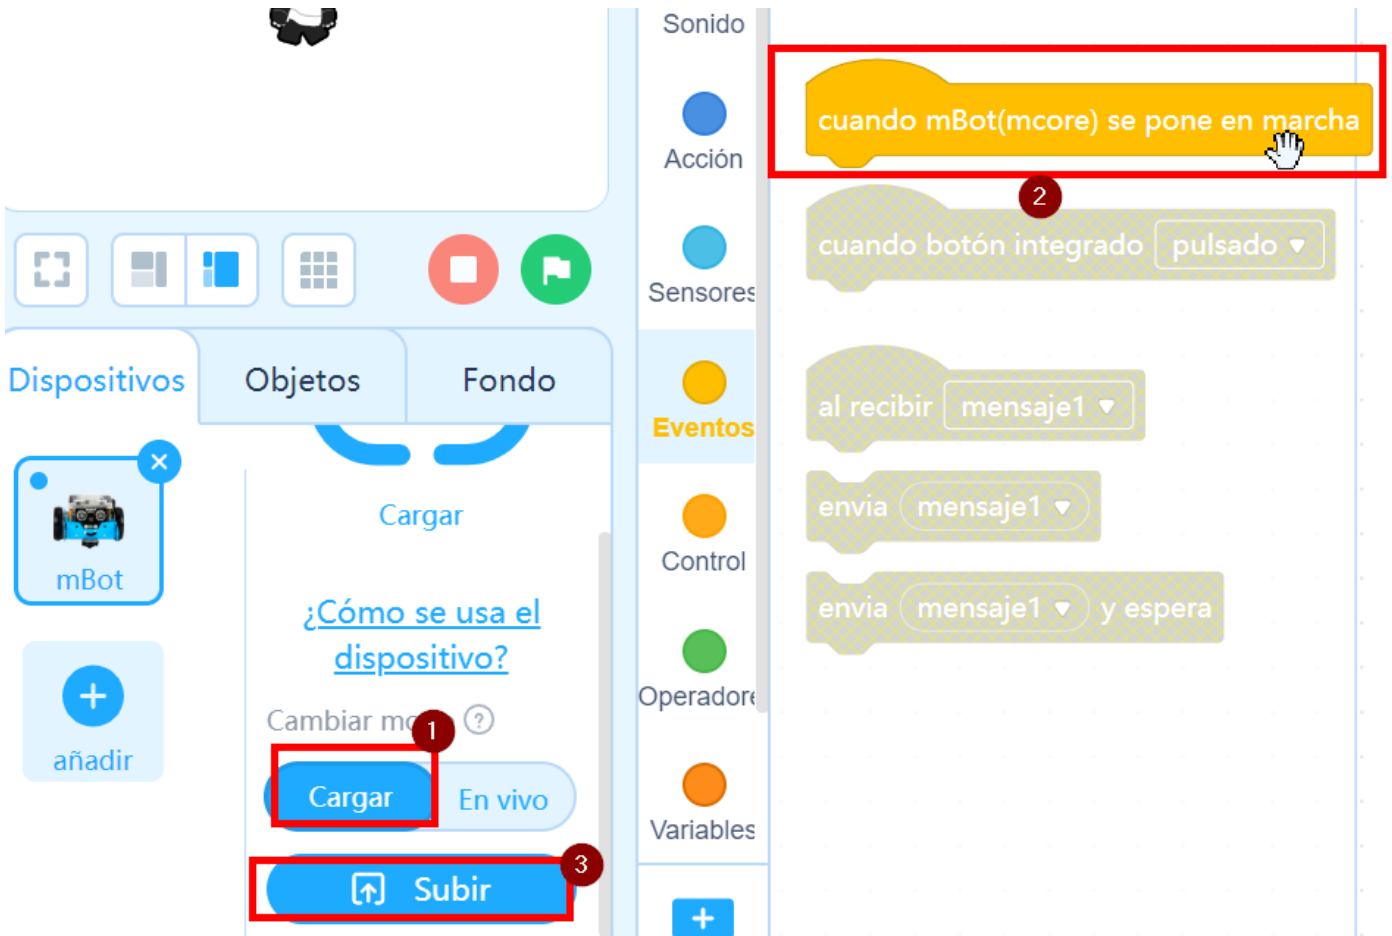 Sonido
Acción
Sensores
Eventos
Control
Operador
Variables
cuando mBot(mcore) se pone en marcha
2
cuando botón integrado pulsado
al recibir mensaje1
envia mensaje1
envia mensaje1 y espera
Dispositivos
Objetos
Fondo
mBot
añadir
Cargar
¿Cómo se usa el
dispositivo?
Cambiar mo
?
1
Cargar
En vivo
3
Subir